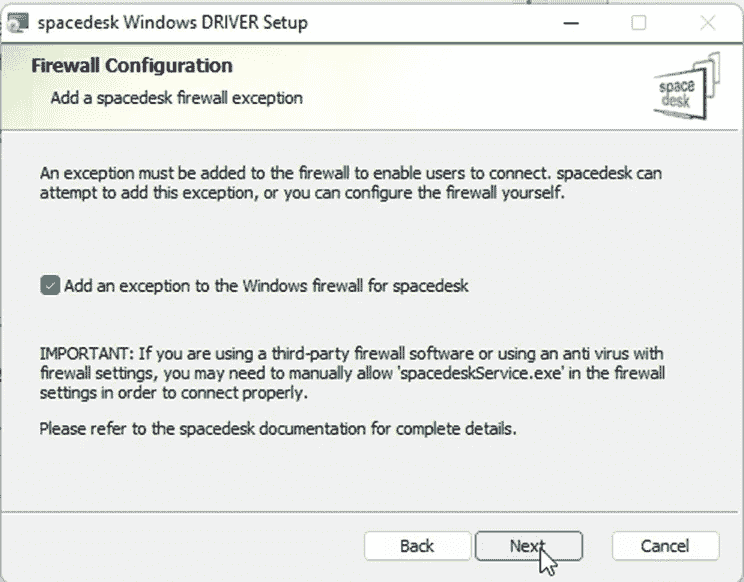 spacedesk Windows DRIVER Setup
Firewall Configuration
Add a spacedesk firewall exception
space
desk
An exception must be added to the firewall to enable users to connect. spacedesk can
attempt to add this exception, or you can configure the firewall yourself.
Add an exception to the Windows firewall for spacedesk
IMPORTANT: If you are using a third-party firewall software or using an anti virus with
firewall settings, you may need to manually allow 'spacedeskService.exe' in the firewall
settings in order to connect properly.
Please refer to the spacedesk documentation for complete details.
Back Next Cancel